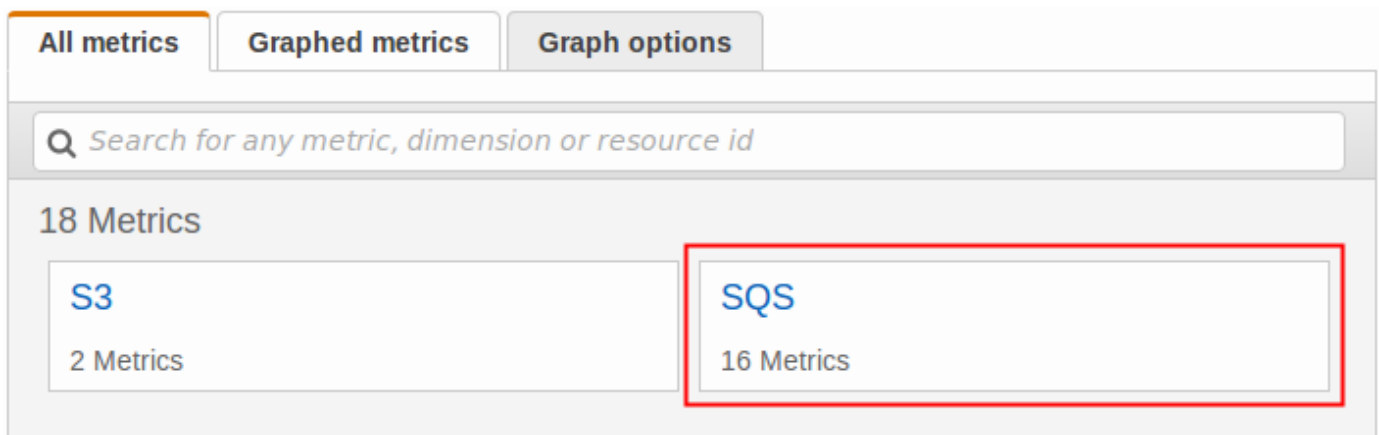 All metrics Graphed metrics Graph options
Search for any metric, dimension or resource id
18 Metrics
S3 SQS
2 Metrics 16 Metrics